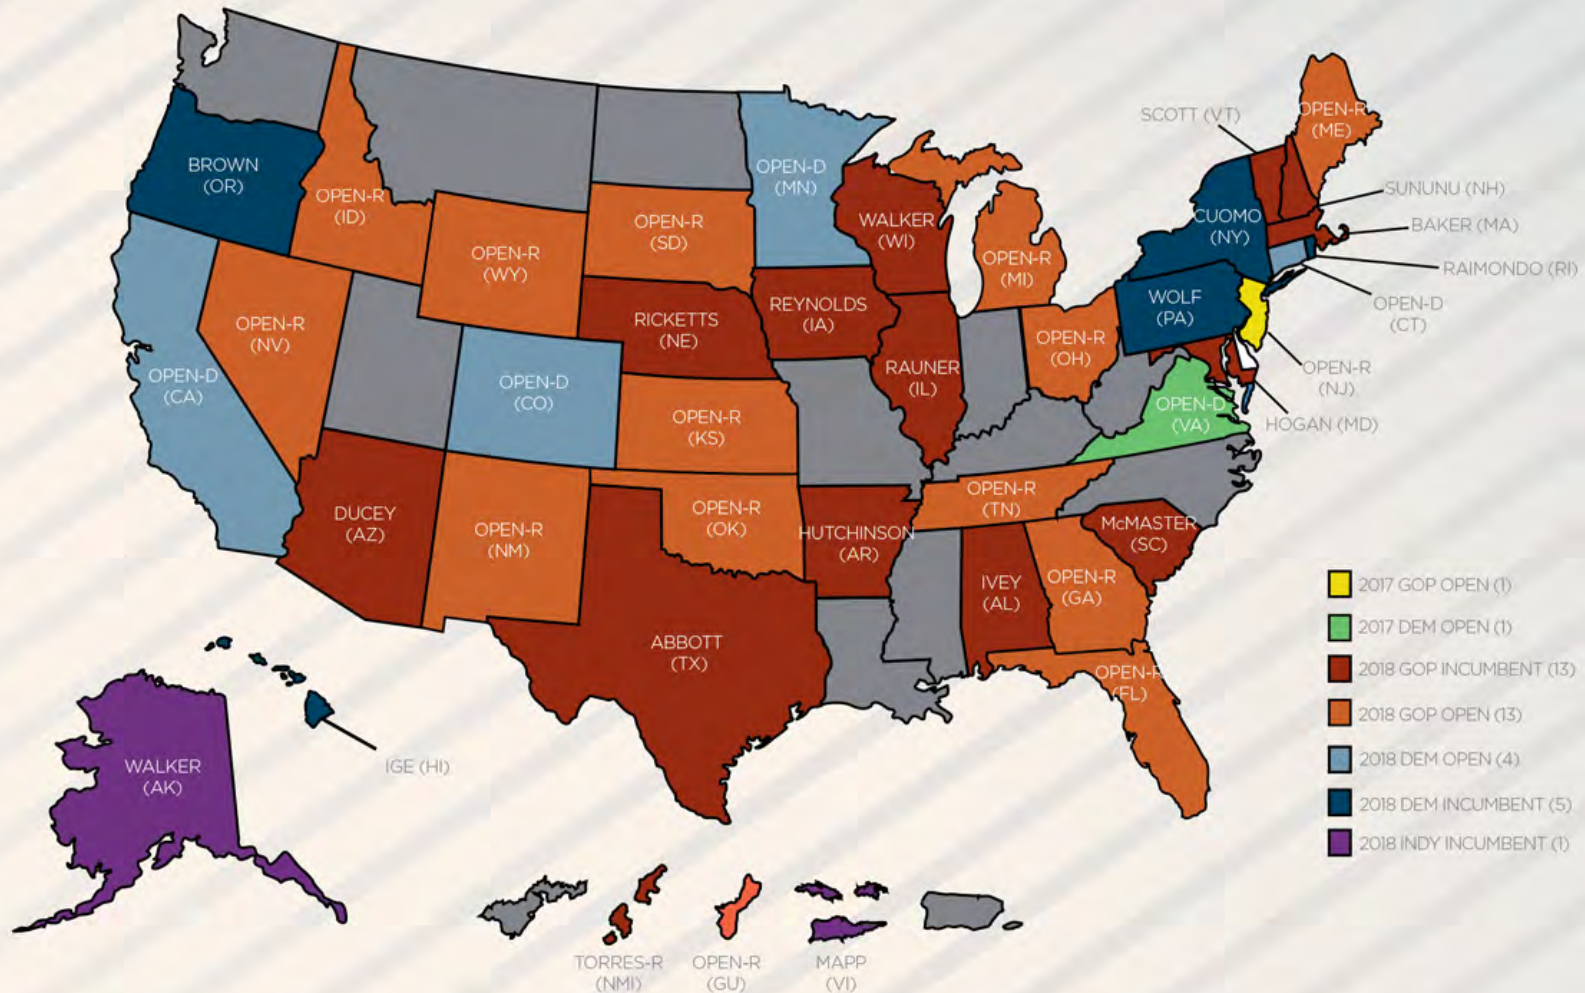 SCOTT (VT)
OPEN-R
(ME)
BROWN
(OR)
OPEN-R
(ID)
OPEN-D
(MN)
SUNUNU (NH)
WALKER
(WI)
CUOMO
(NY)
BAKER (MA)
OPEN-R
(SD)
OPEN-R
(WY)
OPEN-R
(MI)
RAIMONDO (RI)
OPEN-D
(CT)
WOLF
(PA)
REYNOLDS
(IA)
RICKETTS
(NE)
OPEN-R
(NV)
OPEN-R
(OH)
RAUNER
(IL)
OPEN-R
(NJ)
OPEN-D
(CA)
OPEN-D
(CO)
OPEN-D
(VA)
HOGAN (MD)
OPEN-R
(KS)
OPEN-R
(TN)
DUCEY
(AZ)
OPEN-R
(NM)
OPEN-R
(OK)
HUTCHINSON
(AR)
McMASTER
(SC)
IVEY
(AL)
OPEN-R
(GA)
ABBOTT
(TX)
OPEN-R
(FL)
2017 GOP OPEN (1)
2017 DEM OPEN (1)
2018 GOP INCUMBENT (13)
2018 GOP OPEN (13)
2018 DEM OPEN (4)
2018 DEM INCUMBENT (5)
2018 INDY INCUMBENT (1)
WALKER
(AK)
IGE (HI)
TORRES-R
(NMI)
OPEN-R
(GU)
MAPP
(VI)